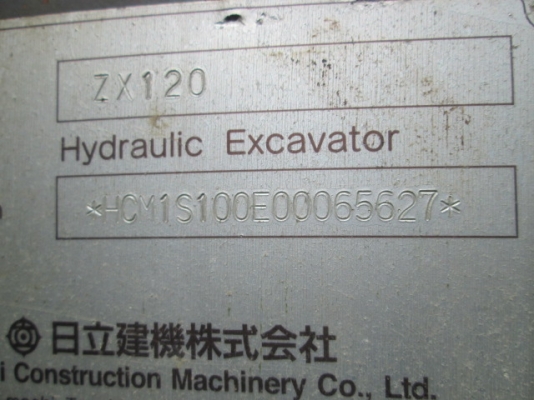 ZX120
Hydraulic Excavator
*HCM1S100E00065627*
日立建機株式会社
i Construction Machinery Co., Ltd.